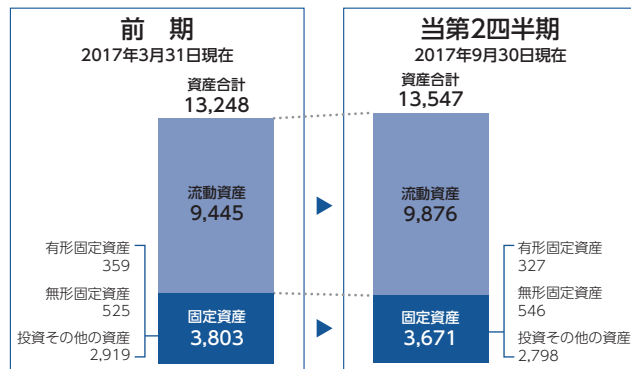 前 期
2017年3月31日現在
資産合計
13,248
流動資産
9,445
有形固定資産
359
無形固定資産
525
投資その他の資産
2,919
固定資産
3,803
当第2四半期
2017年9月30日現在
資産合計
13,547
流動資産
9,876
固定資産
3,671
有形固定資産
327
無形固定資産
546
投資その他の資産
2,798